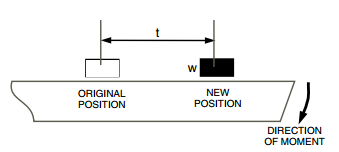 t
w
ORIGINAL
POSITION
NEW
POSITION
DIRECTION
OF MOMENT